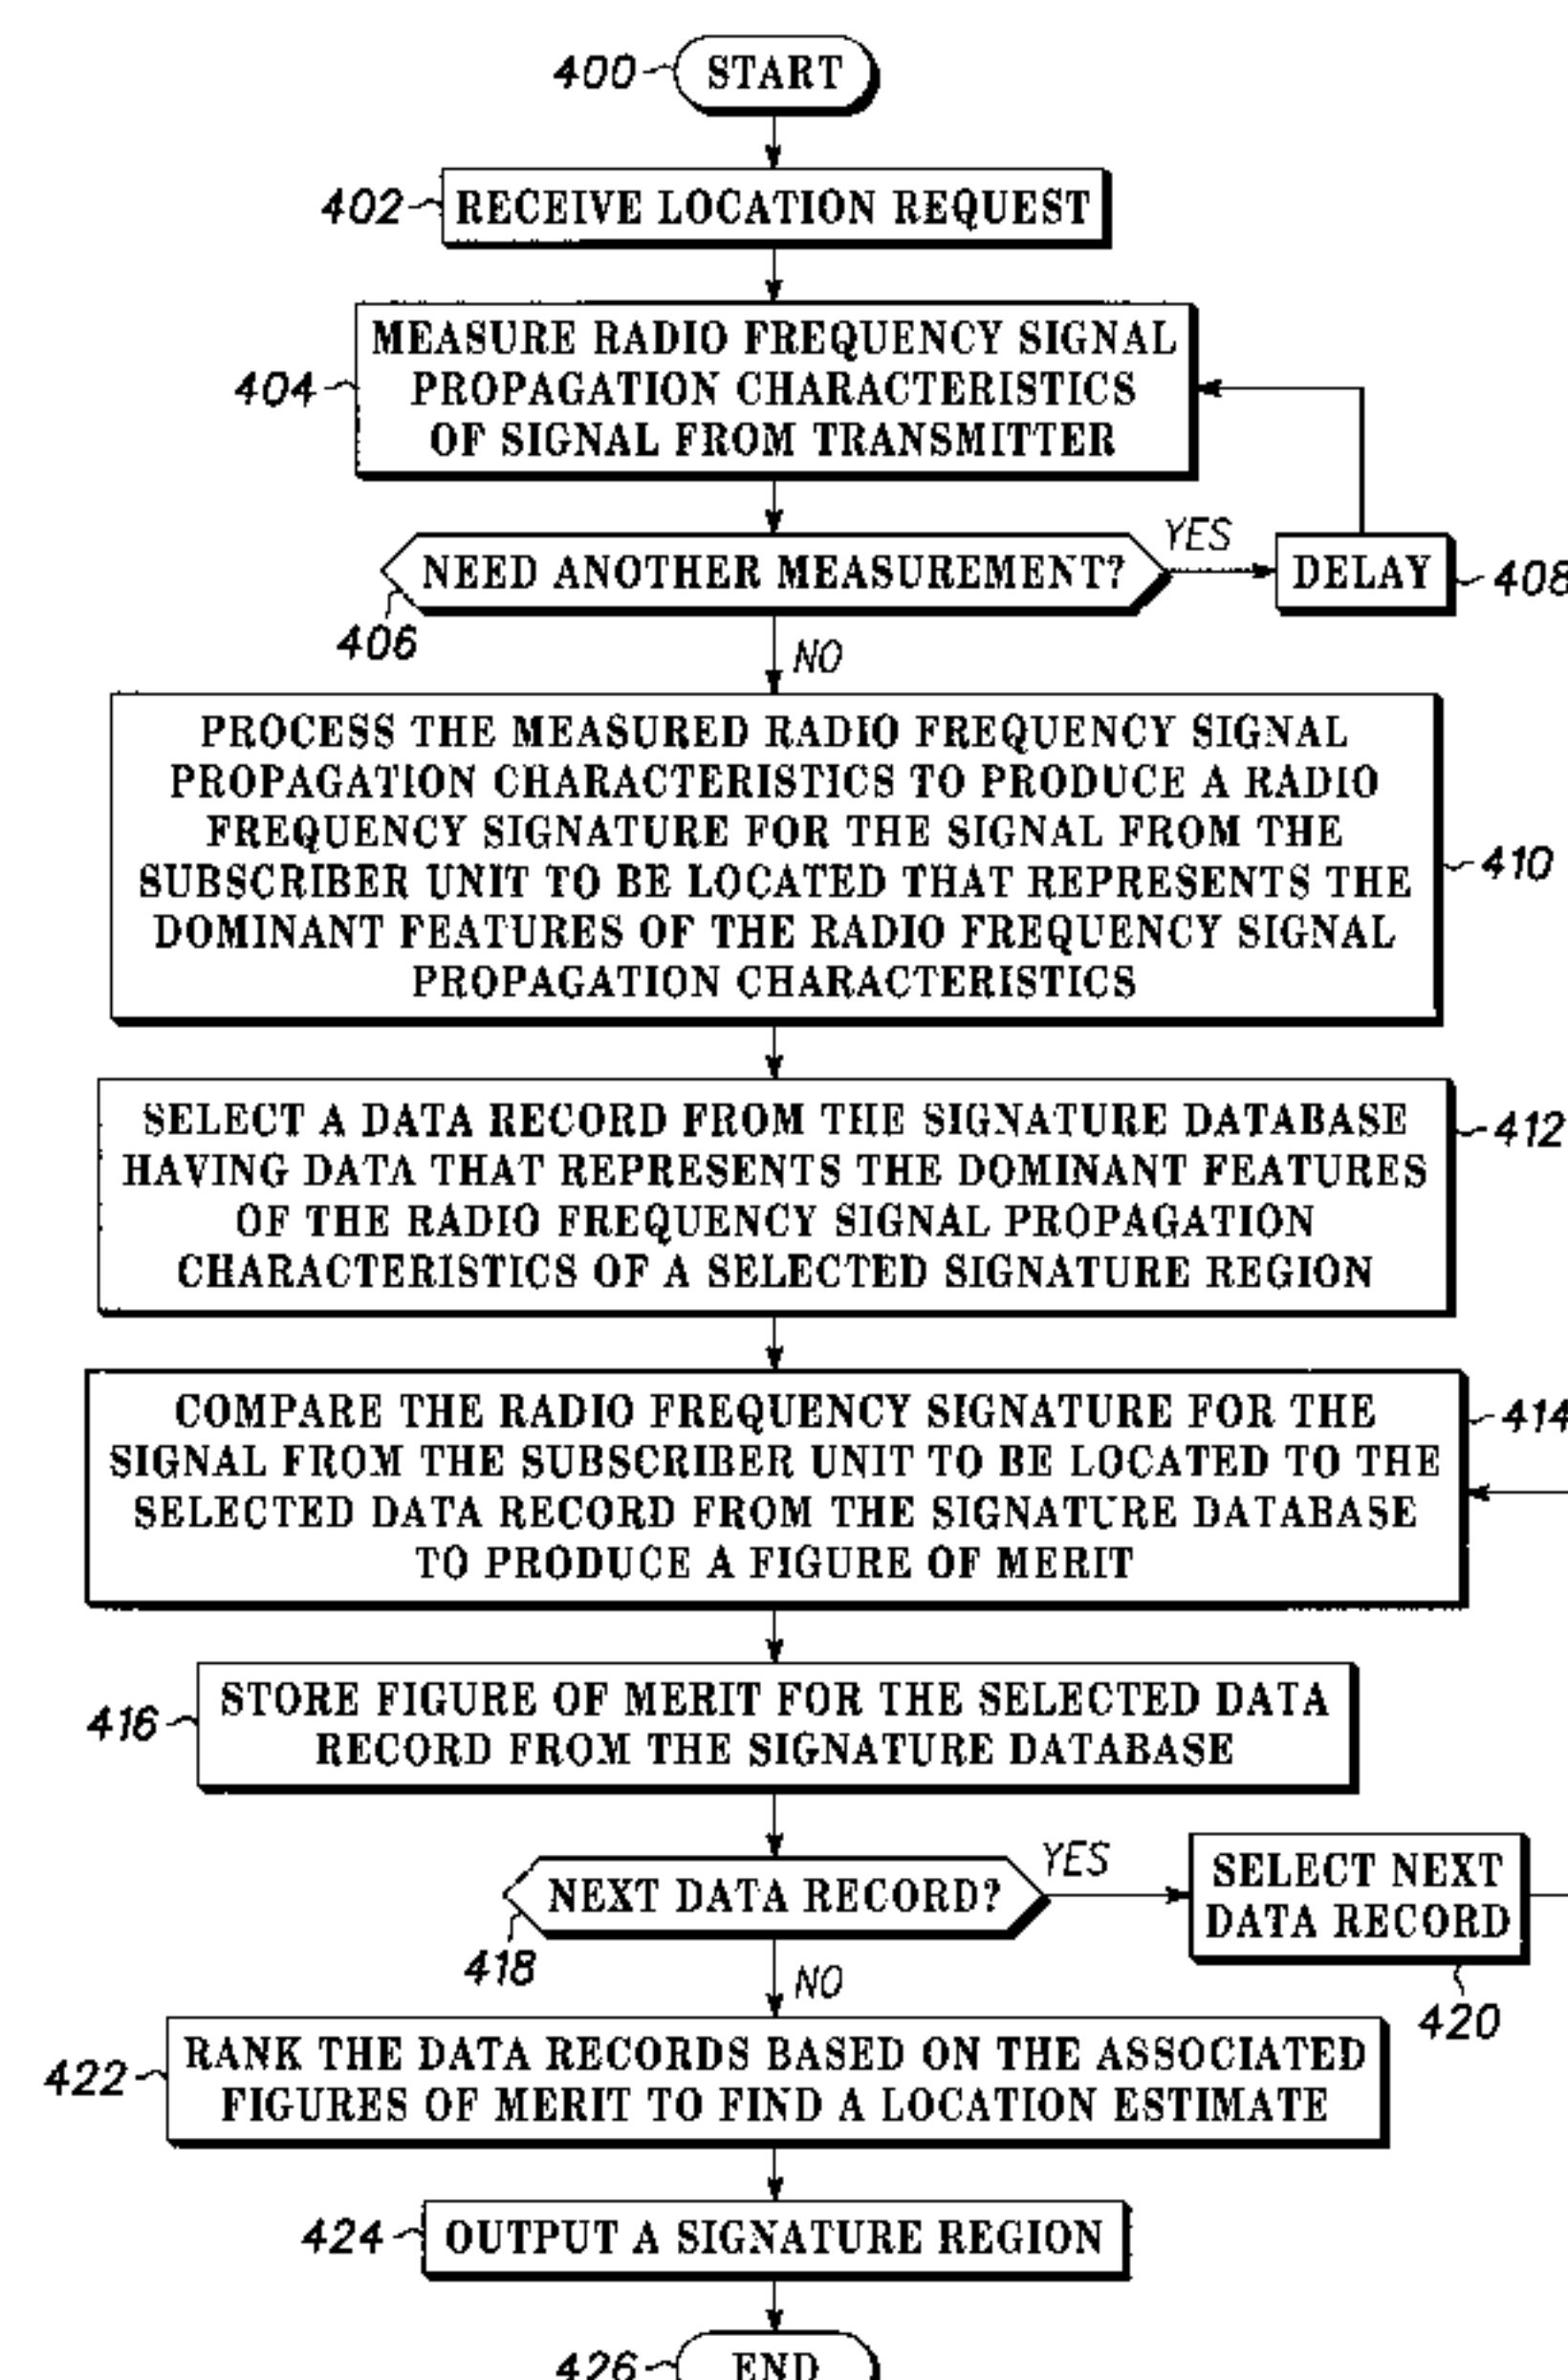 400
START
402
RECEIVE LOCATION REQUEST
404
MEASURE RADIO FREQUENCY SIGNAL
PROPAGATION CHARACTERISTICS
OF SIGNAL FROM TRANSMITTER
406
NEED ANOTHER MEASUREMENT?
YES
DELAY
408
NO
PROCESS THE MEASURED RADIO FREQUENCY SIGNAL
PROPAGATION CHARACTERISTICS TO PRODUCE A RADIO
FREQUENCY SIGNATURE FOR THE SIGNAL FROM THE
SUBSCRIBER UNIT TO BE LOCATED THAT REPRESENTS THE
DOMINANT FEATURES OF THE RADIO FREQUENCY SIGNAL
PROPAGATION CHARACTERISTICS
410
SELECT A DATA RECORD FROM THE SIGNATURE DATABASE
HAVING DATA THAT REPRESENTS THE DOMINANT FEATURES
OF THE RADIO FREQUENCY SIGNAL PROPAGATION
CHARACTERISTICS OF A SELECTED SIGNATURE REGION
412
COMPARE THE RADIO FREQUENCY SIGNATURE FOR THE
SIGNAL FROM THE SUBSCRIBER UNIT TO BE LOCATED TO THE
SELECTED DATA RECORD FROM THE SIGNATURE DATABASE
TO PRODUCE A FIGURE OF MERIT
414
416
STORE FIGURE OF MERIT FOR THE SELECTED DATA
RECORD FROM THE SIGNATURE DATABASE
418
NEXT DATA RECORD?
YES
SELECT NEXT
DATA RECORD
420
NO
422
RANK THE DATA RECORDS BASED ON THE ASSOCIATED
FIGURES OF MERIT TO FIND A LOCATION ESTIMATE
424
OUTPUT A SIGNATURE REGION
426
END